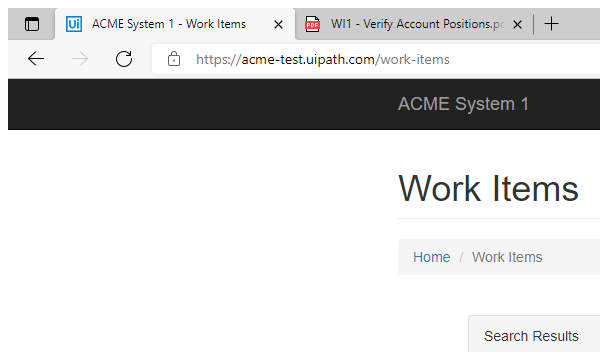 Ui ACME System 1 - Work Items
PDF WI1 - Verify Account Positions.pd
https://acme-test.uipath.com/work-items
ACME System 1
Work Items
Home / Work Items
Search Results